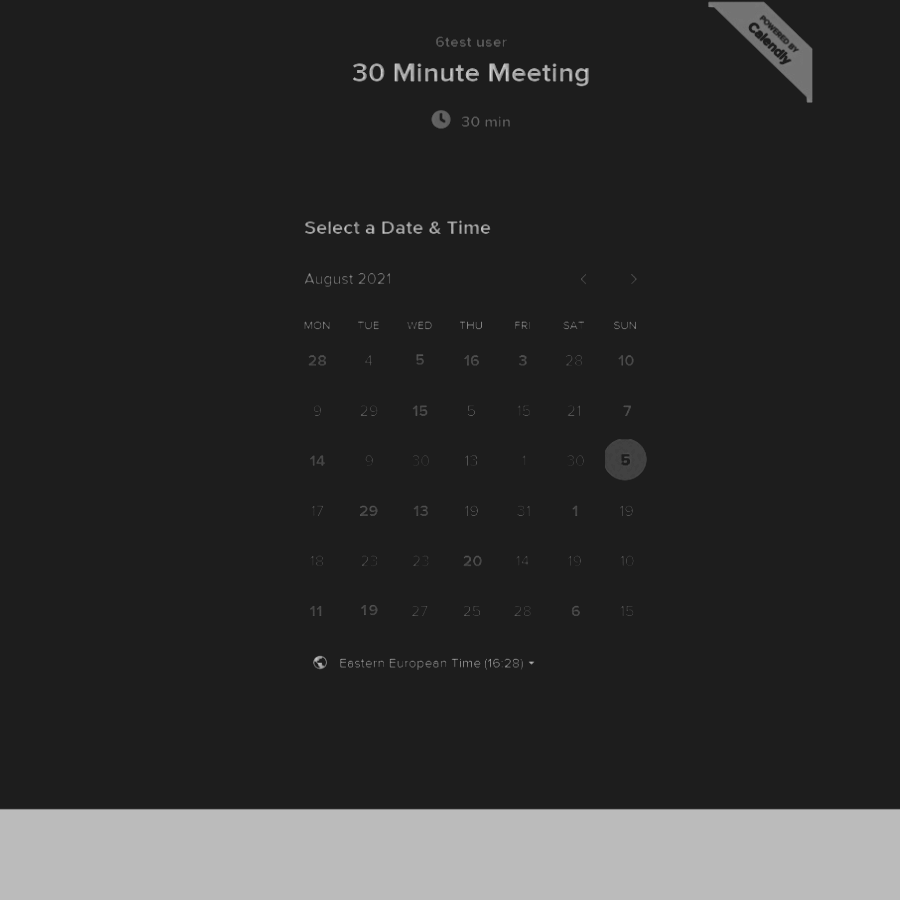 POWERED BY
Calendly
6test user
30 Minute Meeting
30 min
Select a Date & Time
August 2021
MON TUE WED THU FRI SAT SUN
28 4 5 16 3 28 10
9 29 15 5 15 21 7
14 9 30 13 1 30 5
17 29 13 19 31 1 19
18 23 23 20 14 19 10
11 19 27 25 28 6 15
Eastern European Time (16:28)